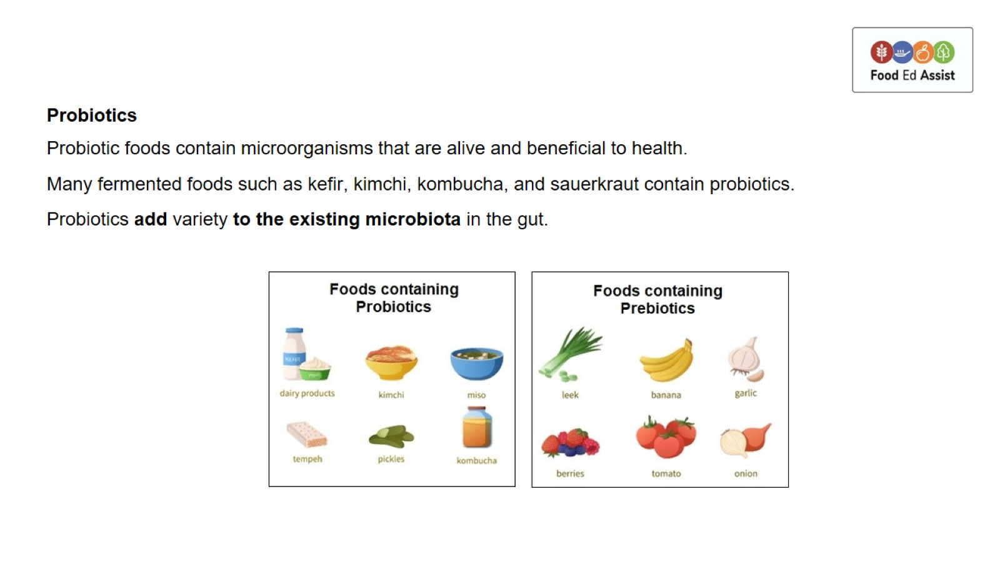 Food Ed Assist
Probiotics
Probiotic foods contain microorganisms that are alive and beneficial to health.
Many fermented foods such as kefir, kimchi, kombucha, and sauerkraut contain probiotics.
Probiotics add variety to the existing microbiota in the gut.
Foods containing
Probiotics
KEFIR
yogurt
dairy products
kimchi
miso
tempeh
pickles
kombucha
Foods containing
Prebiotics
leek
banana
garlic
berries
tomato
onion